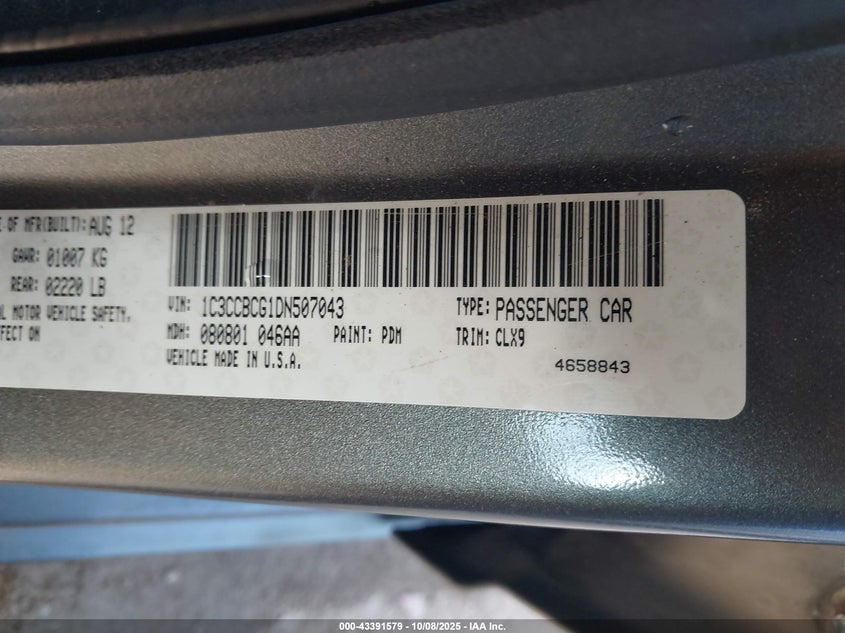 E OF MFR(BUILT): AUG 12
GAWR: 01007 KG
REAR: 02220 LB
L MOTOR VEHICLE SAFETY,
FFECT ON
VIN: 1C3CCBCG1DN507043
TYPE: PASSENGER CAR
MDH: 080801 046AA
PAINT: PDM
TRIM: CLX9
VEHICLE MADE IN U.S.A.
4658843
000-43391579 - 10/08/2025 - IAA Inc.